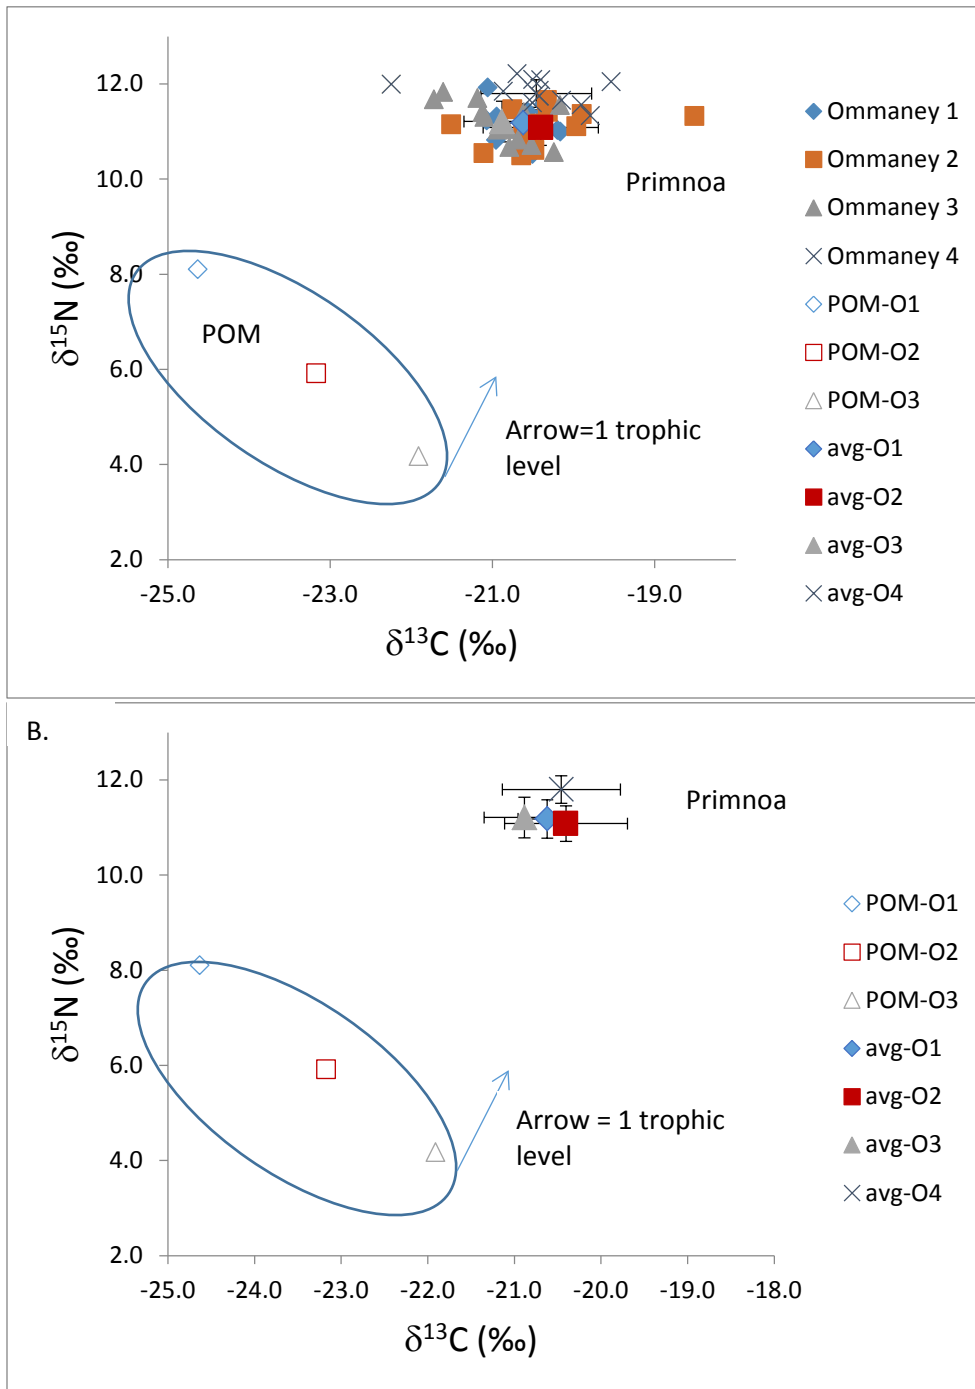 12.0
10.0
8.0
6.0
4.0
2.0
δ¹⁵N (‰)
Primnoa
POM
Arrow=1 trophic
level
-25.0 -23.0 -21.0 -19.0
δ¹³C (‰)
Ommaney 1
Ommaney 2
Ommaney 3
Ommaney 4
POM-O1
POM-O2
POM-O3
avg-O1
avg-O2
avg-O3
avg-O4
B.
12.0
10.0
8.0
6.0
4.0
2.0
δ¹⁵N (‰)
Primnoa
Arrow = 1 trophic
level
-25.0 -24.0 -23.0 -22.0 -21.0 -20.0 -19.0 -18.0
δ¹³C (‰)
POM-O1
POM-O2
POM-O3
avg-O1
avg-O2
avg-O3
avg-O4